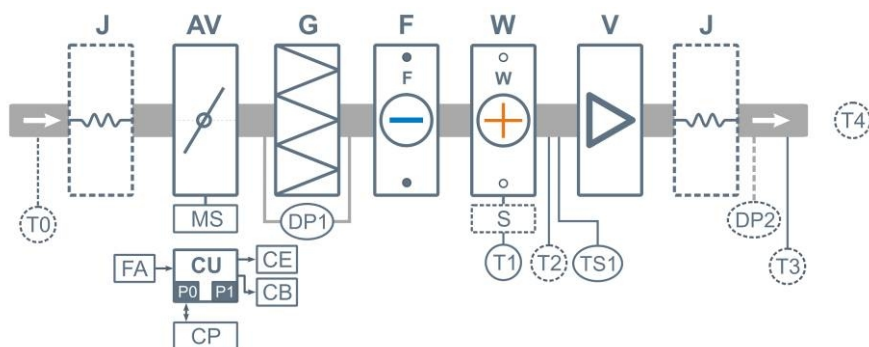 J AV G F W V J
F W
T0 MS DP1 S T1 T2 TS1 DP2 T3 T4
FA CU CE
P0 P1 CB
CP